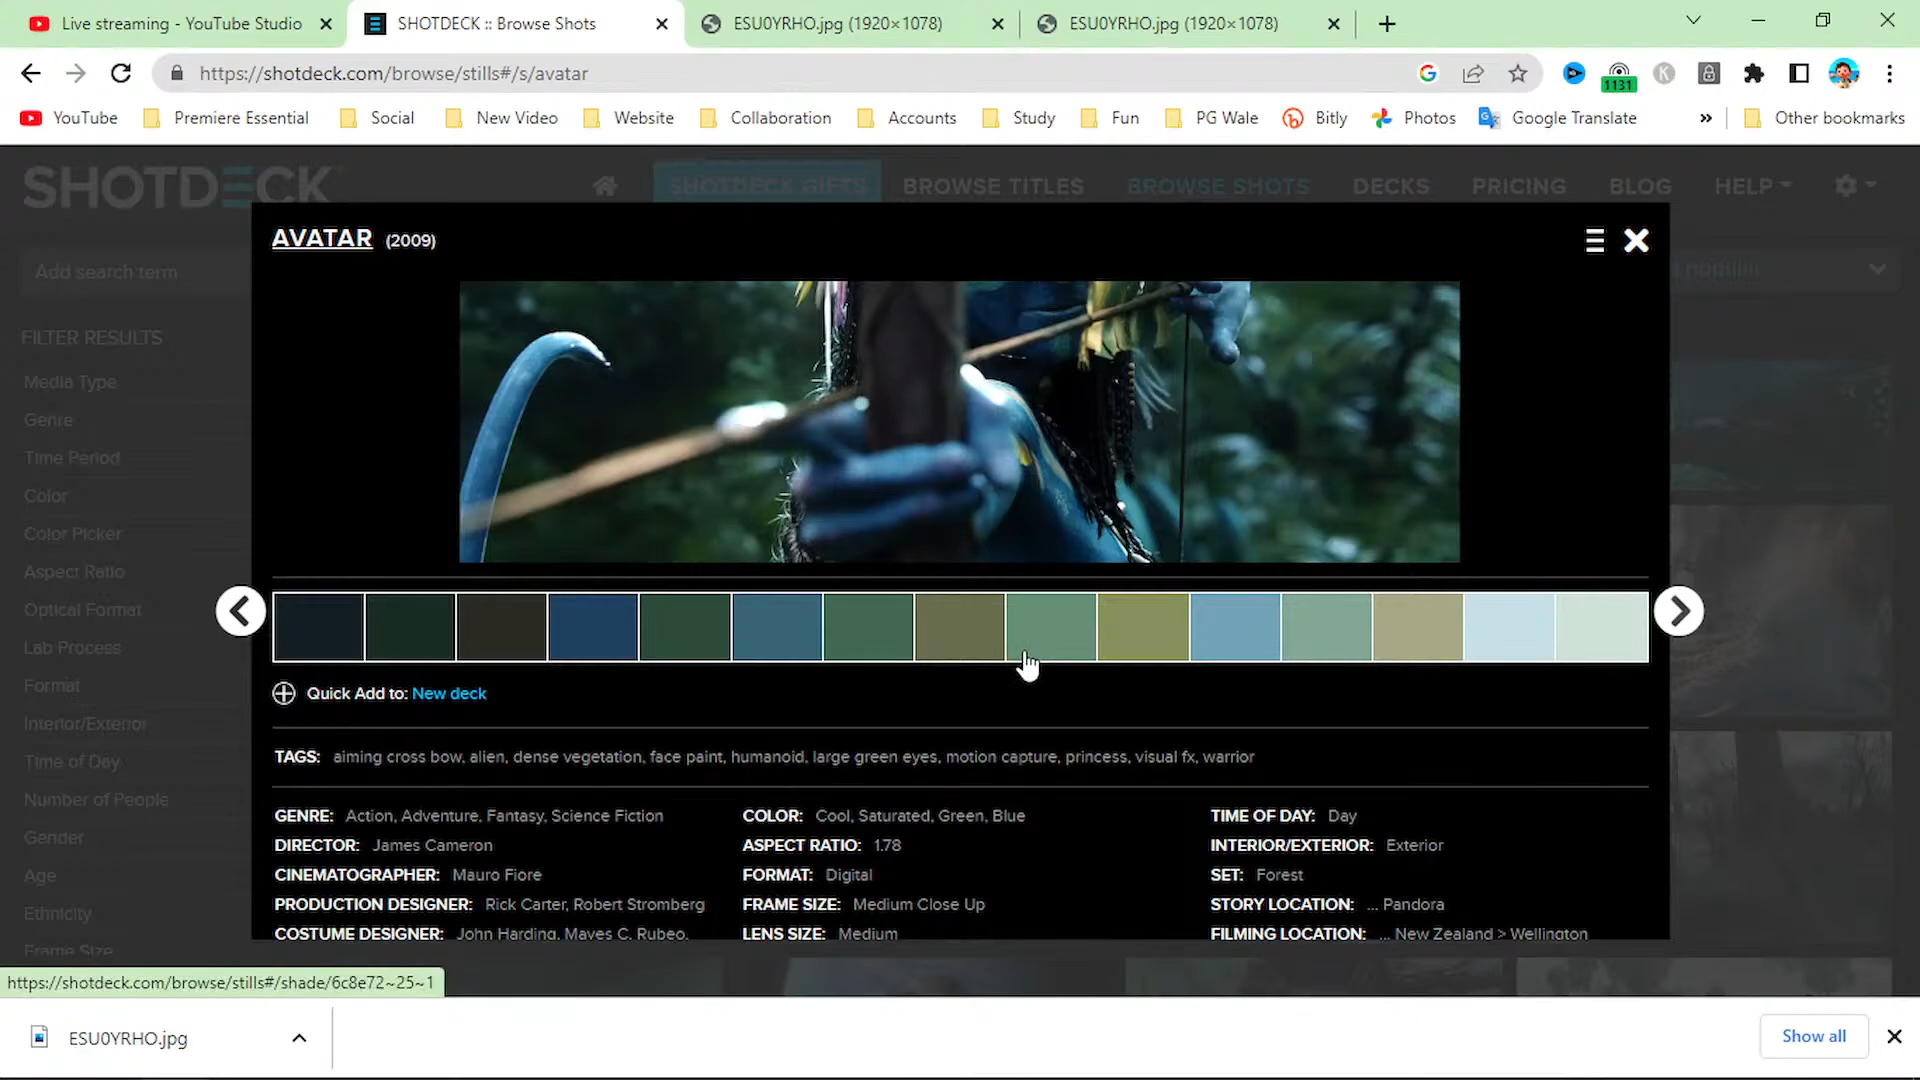 Live streaming - YouTube Studio
SHOTDECK :: Browse Shots
ESU0YRHO.jpg (1920×1078)
ESU0YRHO.jpg (1920×1078)
https://shotdeck.com/browse/stills#/s/avatar
1131
K
YouTube
Premiere Essential
Social
New Video
Website
Collaboration
Accounts
Study
Fun
PG Wale
Bitly
Photos
Google Translate
Other bookmarks
SHOTDECK
SHOTDECK GIFTS
BROWSE TITLES
BROWSE SHOTS
DECKS
PRICING
BLOG
HELP
AVATAR (2009)
Add search term
FILTER RESULTS
Media Type
Genre
Time Period
Color
Color Picker
Aspect Ratio
Optical Format
Lab Process
Format
Interior/Exterior
Time of Day
Number of People
Gender
Age
Ethnicity
Frame Size
Quick Add to: New deck
TAGS: aiming cross bow, alien, dense vegetation, face paint, humanoid, large green eyes, motion capture, princess, visual fx, warrior
GENRE: Action, Adventure, Fantasy, Science Fiction
DIRECTOR: James Cameron
CINEMATOGRAPHER: Mauro Fiore
PRODUCTION DESIGNER: Rick Carter, Robert Stromberg
COSTUME DESIGNER: John Harding, Mayes C. Rubeo,
COLOR: Cool, Saturated, Green, Blue
ASPECT RATIO: 1.78
FORMAT: Digital
FRAME SIZE: Medium Close Up
LENS SIZE: Medium
TIME OF DAY: Day
INTERIOR/EXTERIOR: Exterior
SET: Forest
STORY LOCATION: ... Pandora
FILMING LOCATION: ... New Zealand > Wellington
https://shotdeck.com/browse/stills#/shade/6c8e72~25~1
ESU0YRHO.jpg
Show all